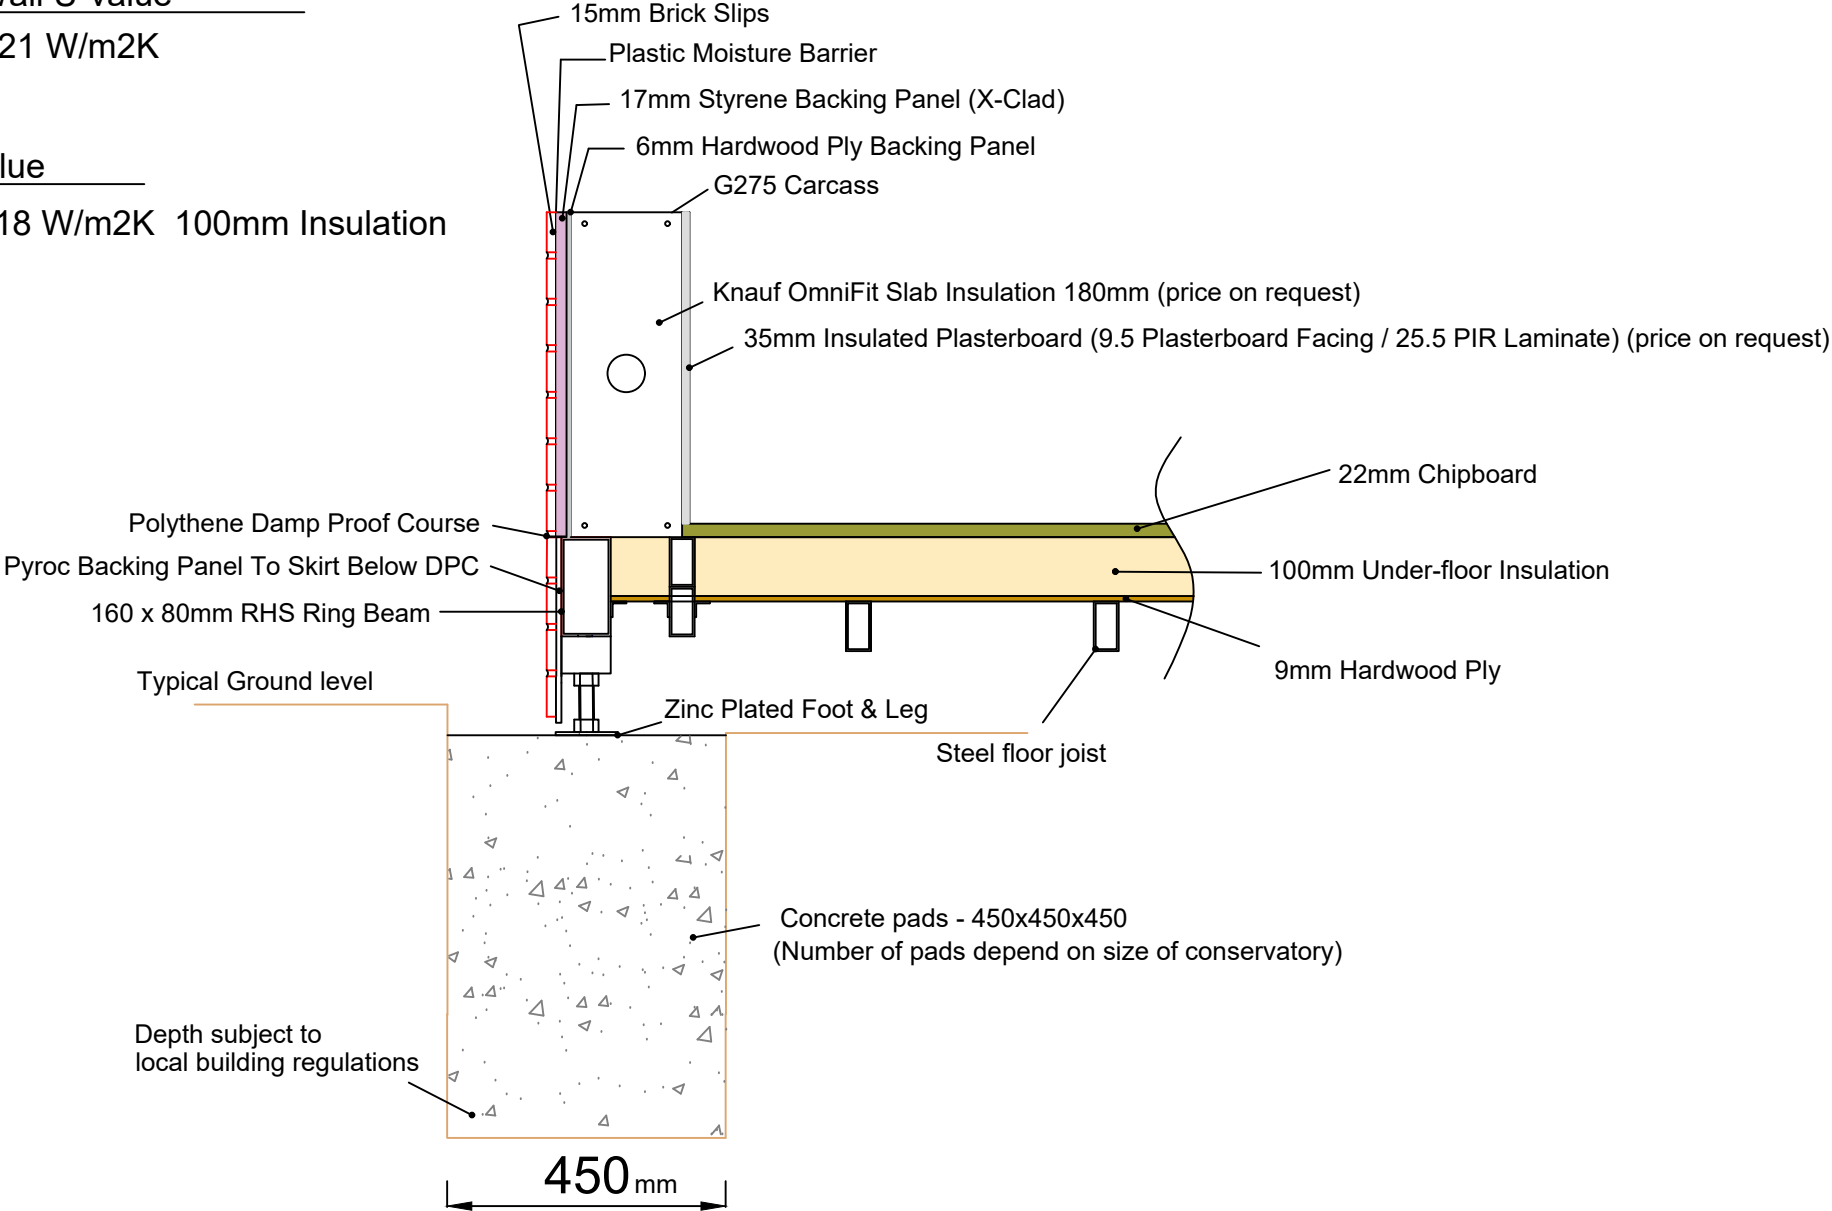 21 W/m2K
18 W/m2K 100mm Insulation
15mm Brick Slips
Plastic Moisture Barrier
17mm Styrene Backing Panel (X-Clad)
6mm Hardwood Ply Backing Panel
G275 Carcass
Knauf OmniFit Slab Insulation 180mm (price on request)
35mm Insulated Plasterboard (9.5 Plasterboard Facing / 25.5 PIR Laminate) (price on request)
22mm Chipboard
Polythene Damp Proof Course
Pyroc Backing Panel To Skirt Below DPC
100mm Under-floor Insulation
160 x 80mm RHS Ring Beam
9mm Hardwood Ply
Typical Ground level
Zinc Plated Foot & Leg
Steel floor joist
Concrete pads - 450x450x450
(Number of pads depend on size of conservatory)
Depth subject to
local building regulations
450 mm